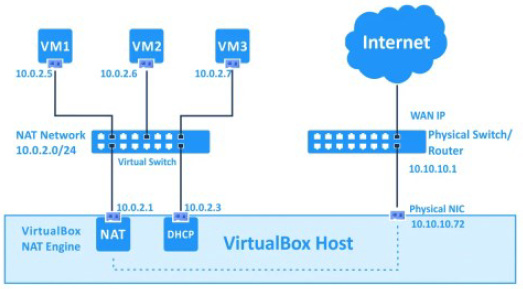 VM1
VM2
VM3
Internet
10.0.2.5
10.0.2.6
10.0.2.7
WAN IP
NAT Network
10.0.2.0/24
Virtual Switch
Physical Switch/
Router
10.10.10.1
10.0.2.1
10.0.2.3
Physical NIC
10.10.10.72
VirtualBox
NAT Engine
NAT
DHCP
VirtualBox Host